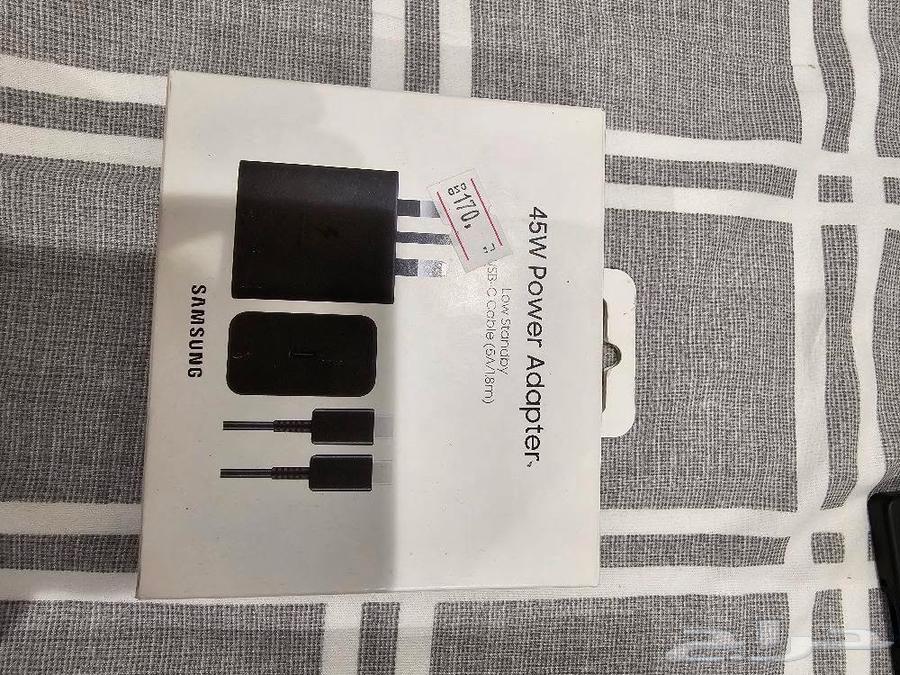 45W Power Adapter,
Low Standby
USB-C Cable (5A/1.8m)
170,
SAMSUNG
حراج